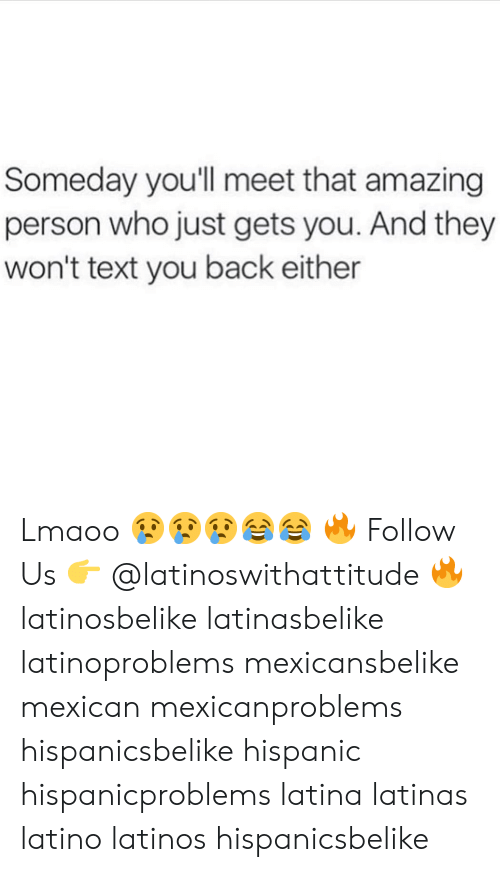 Someday you'll meet that amazing
person who just gets you. And they
won't text you back either
Lmaoo 😢😢😢😂😂 🔥 Follow
Us 👉 @latinoswithattitude 🔥
latinosbelike latinasbelike
latinoproblems mexicansbelike
mexican mexicanproblems
hispanicsbelike hispanic
hispanicproblems latina latinas
latino latinos hispanicsbelike